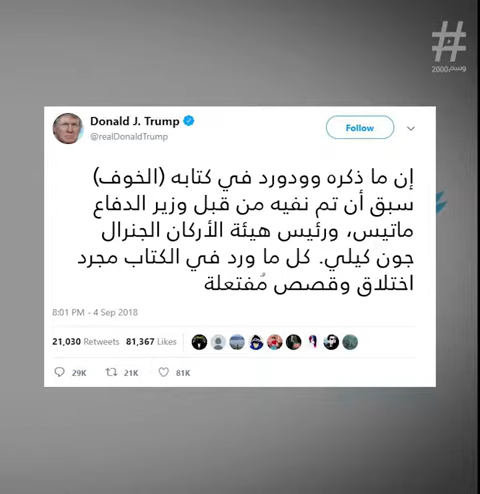 #
وسم2000
Donald J. Trump
@realDonaldTrump
Follow
إن ما ذكره وودورد في كتابه (الخوف)
سبق أن تم نفيه من قبل وزير الدفاع
ماتيس، ورئيس هيئة الأركان الجنرال
جون كيلي. كل ما ورد في الكتاب مجرد
اختلاق وقصص مُفتعلة
8:01 PM - 4 Sep 2018
21,030 Retweets 81,367 Likes
29K 21K 81K